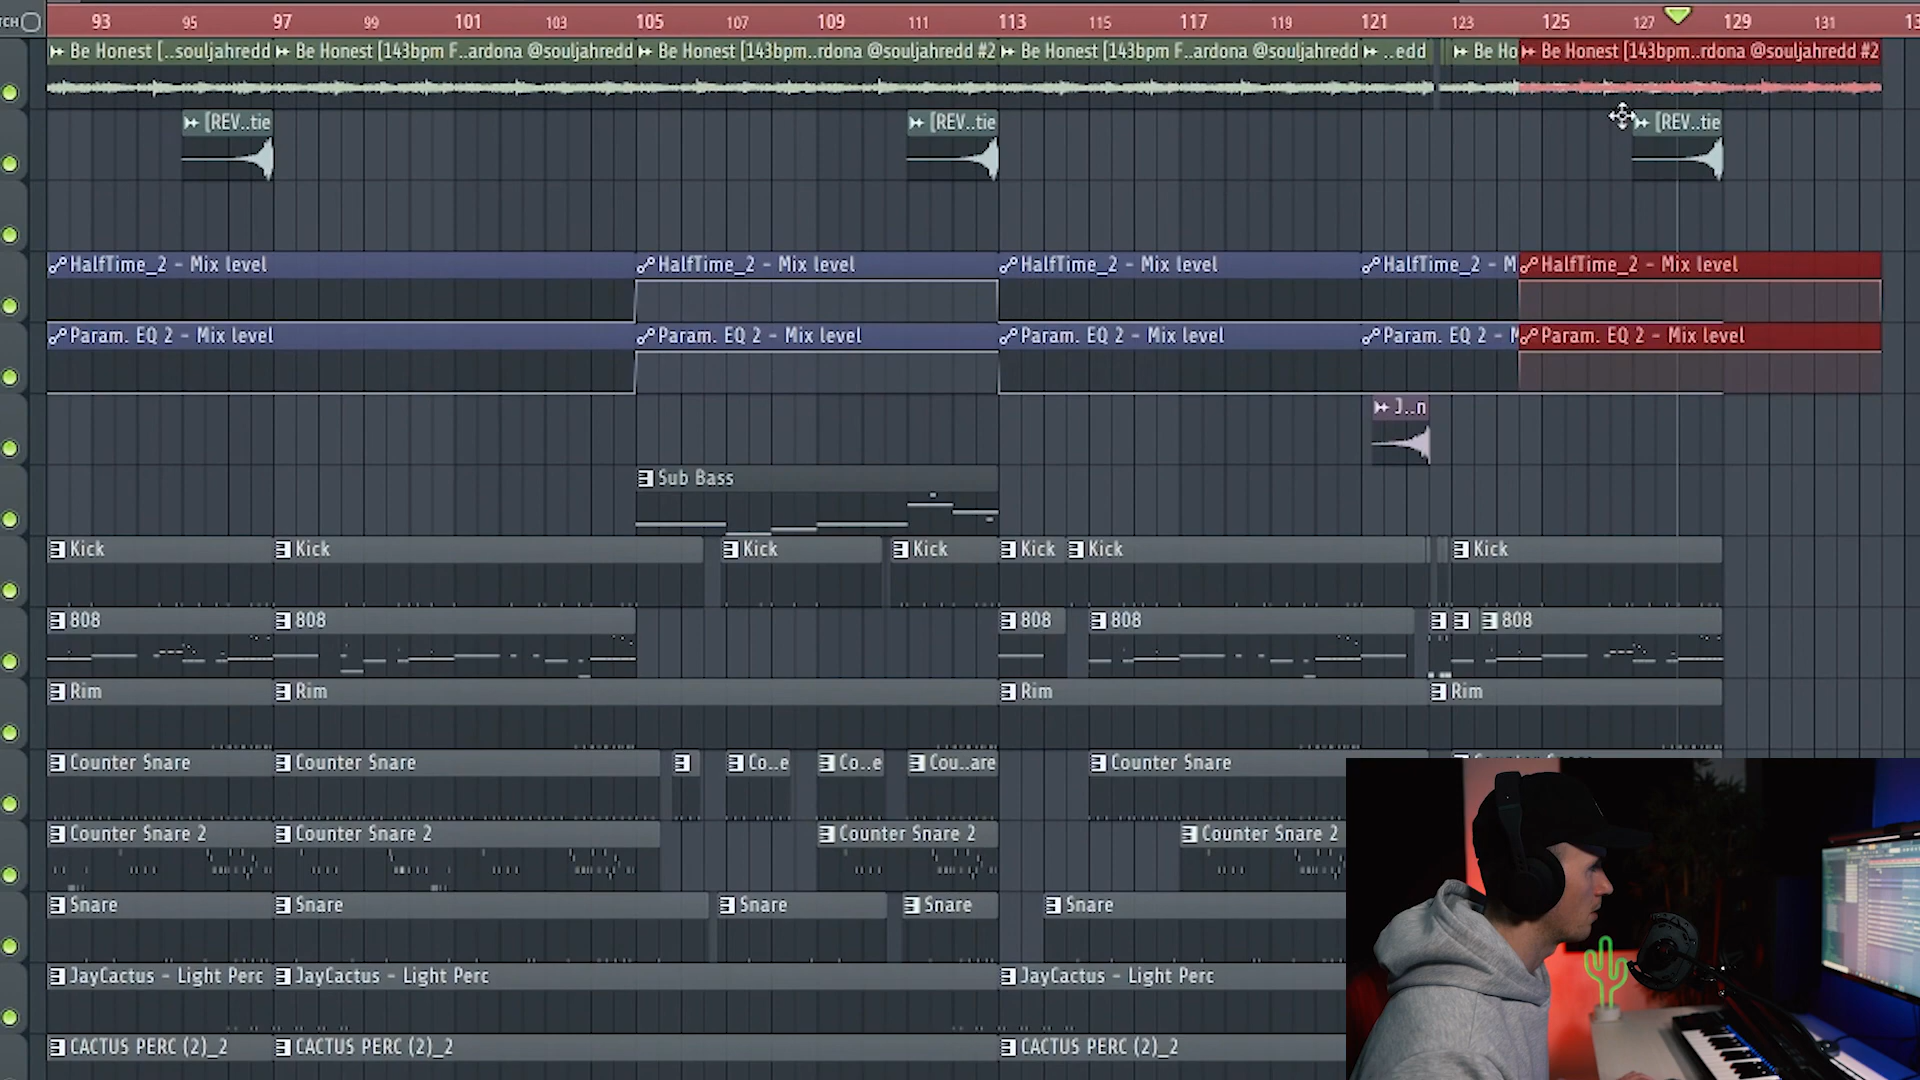 TCH 93 95 97 99 101 103 105 107 109 111 113 115 117 119 121 123 125 127 129 131 13
Be Honest [..souljahredd Be Honest [143bpm F..ardona @souljahredd Be Honest [143bpm..rdona @souljahredd #2 Be Honest [143bpm F..ardona @souljahredd ..edd Be Ho Be Honest [143bpm..rdona @souljahredd #2
[REV..tie [REV..tie [REV..tie
HalfTime_2 - Mix level HalfTime_2 - Mix level HalfTime_2 - Mix level HalfTime_2 - M HalfTime_2 - Mix level
Param. EQ 2 - Mix level Param. EQ 2 - Mix level Param. EQ 2 - Mix level Param. EQ 2 - M Param. EQ 2 - Mix level
J..n
Sub Bass
Kick Kick Kick Kick Kick Kick Kick
808 808 808 808 808
Rim Rim Rim Rim
Counter Snare Counter Snare Co..e Co..e Cou..are Counter Snare
Counter Snare 2 Counter Snare 2 Counter Snare 2 Counter Snare 2
Snare Snare Snare Snare Snare
JayCactus - Light Perc JayCactus - Light Perc JayCactus - Light Perc
CACTUS PERC (2)_2 CACTUS PERC (2)_2 CACTUS PERC (2)_2